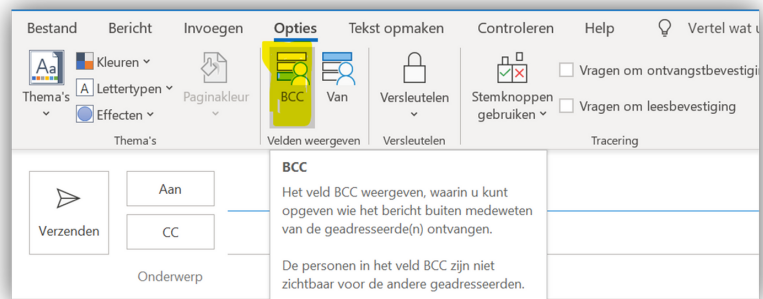 Bestand Bericht Invoegen Opties Tekst opmaken Controleren Help Vertel wat
Thema's
Kleuren
Lettertypen
Effecten
Paginakleur
BCC
Van
Versleutelen
Stemknoppen
gebruiken
Vragen om ontvangstbevestigi
Vragen om leesbevestiging
Thema's Velden weergeven Versleutelen Tracering
Verzenden
Aan
CC
Onderwerp
BCC
Het veld BCC weergeven, waarin u kunt
opgeven wie het bericht buiten medeweten
van de geadresseerde(n) ontvangen.
De personen in het veld BCC zijn niet
zichtbaar voor de andere geadresseerden.